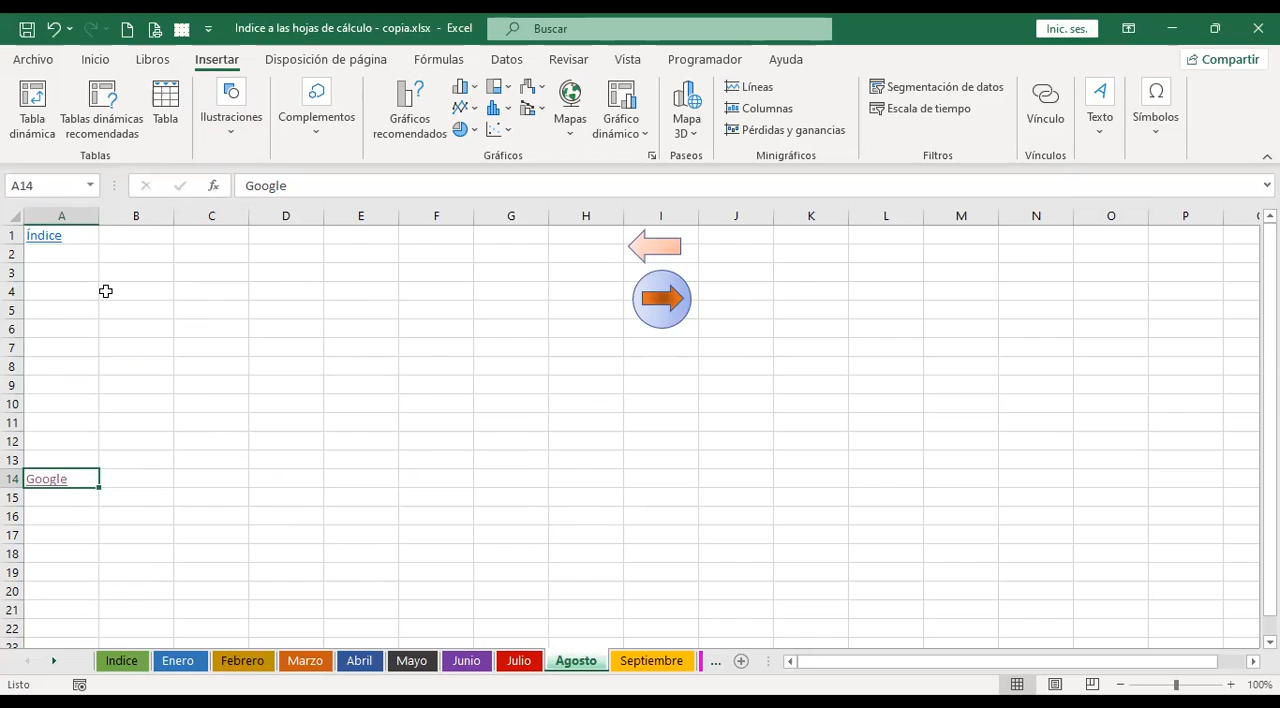 Indice a las hojas de cálculo - copia.xlsx - Excel
Buscar
Inic. ses.
Archivo Inicio Libros Insertar Disposición de página Fórmulas Datos Revisar Vista Programador Ayuda
Compartir
Tabla dinámica
Tablas dinámicas recomendadas
Tabla
Ilustraciones
Complementos
Gráficos recomendados
Mapas
Gráfico dinámico
Mapa 3D
Líneas
Columnas
Pérdidas y ganancias
Segmentación de datos
Escala de tiempo
Vínculo
Texto
Símbolos
Tablas Gráficos Paseos Minigráficos Filtros Vínculos
A14 fx Google
A B C D E F G H I J K L M N O P
1 Índice
2
3
4
5
6
7
8
9
10
11
12
13
14 Google
15
16
17
18
19
20
21
22
23
Indice Enero Febrero Marzo Abril Mayo Junio Julio Agosto Septiembre ...
Listo 100%